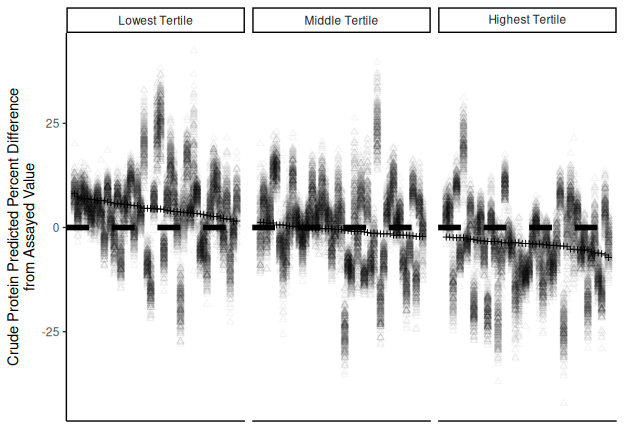 Lowest Tertile
Middle Tertile
Highest Tertile
Crude Protein Predicted Percent Difference
from Assayed Value
25
0
-25